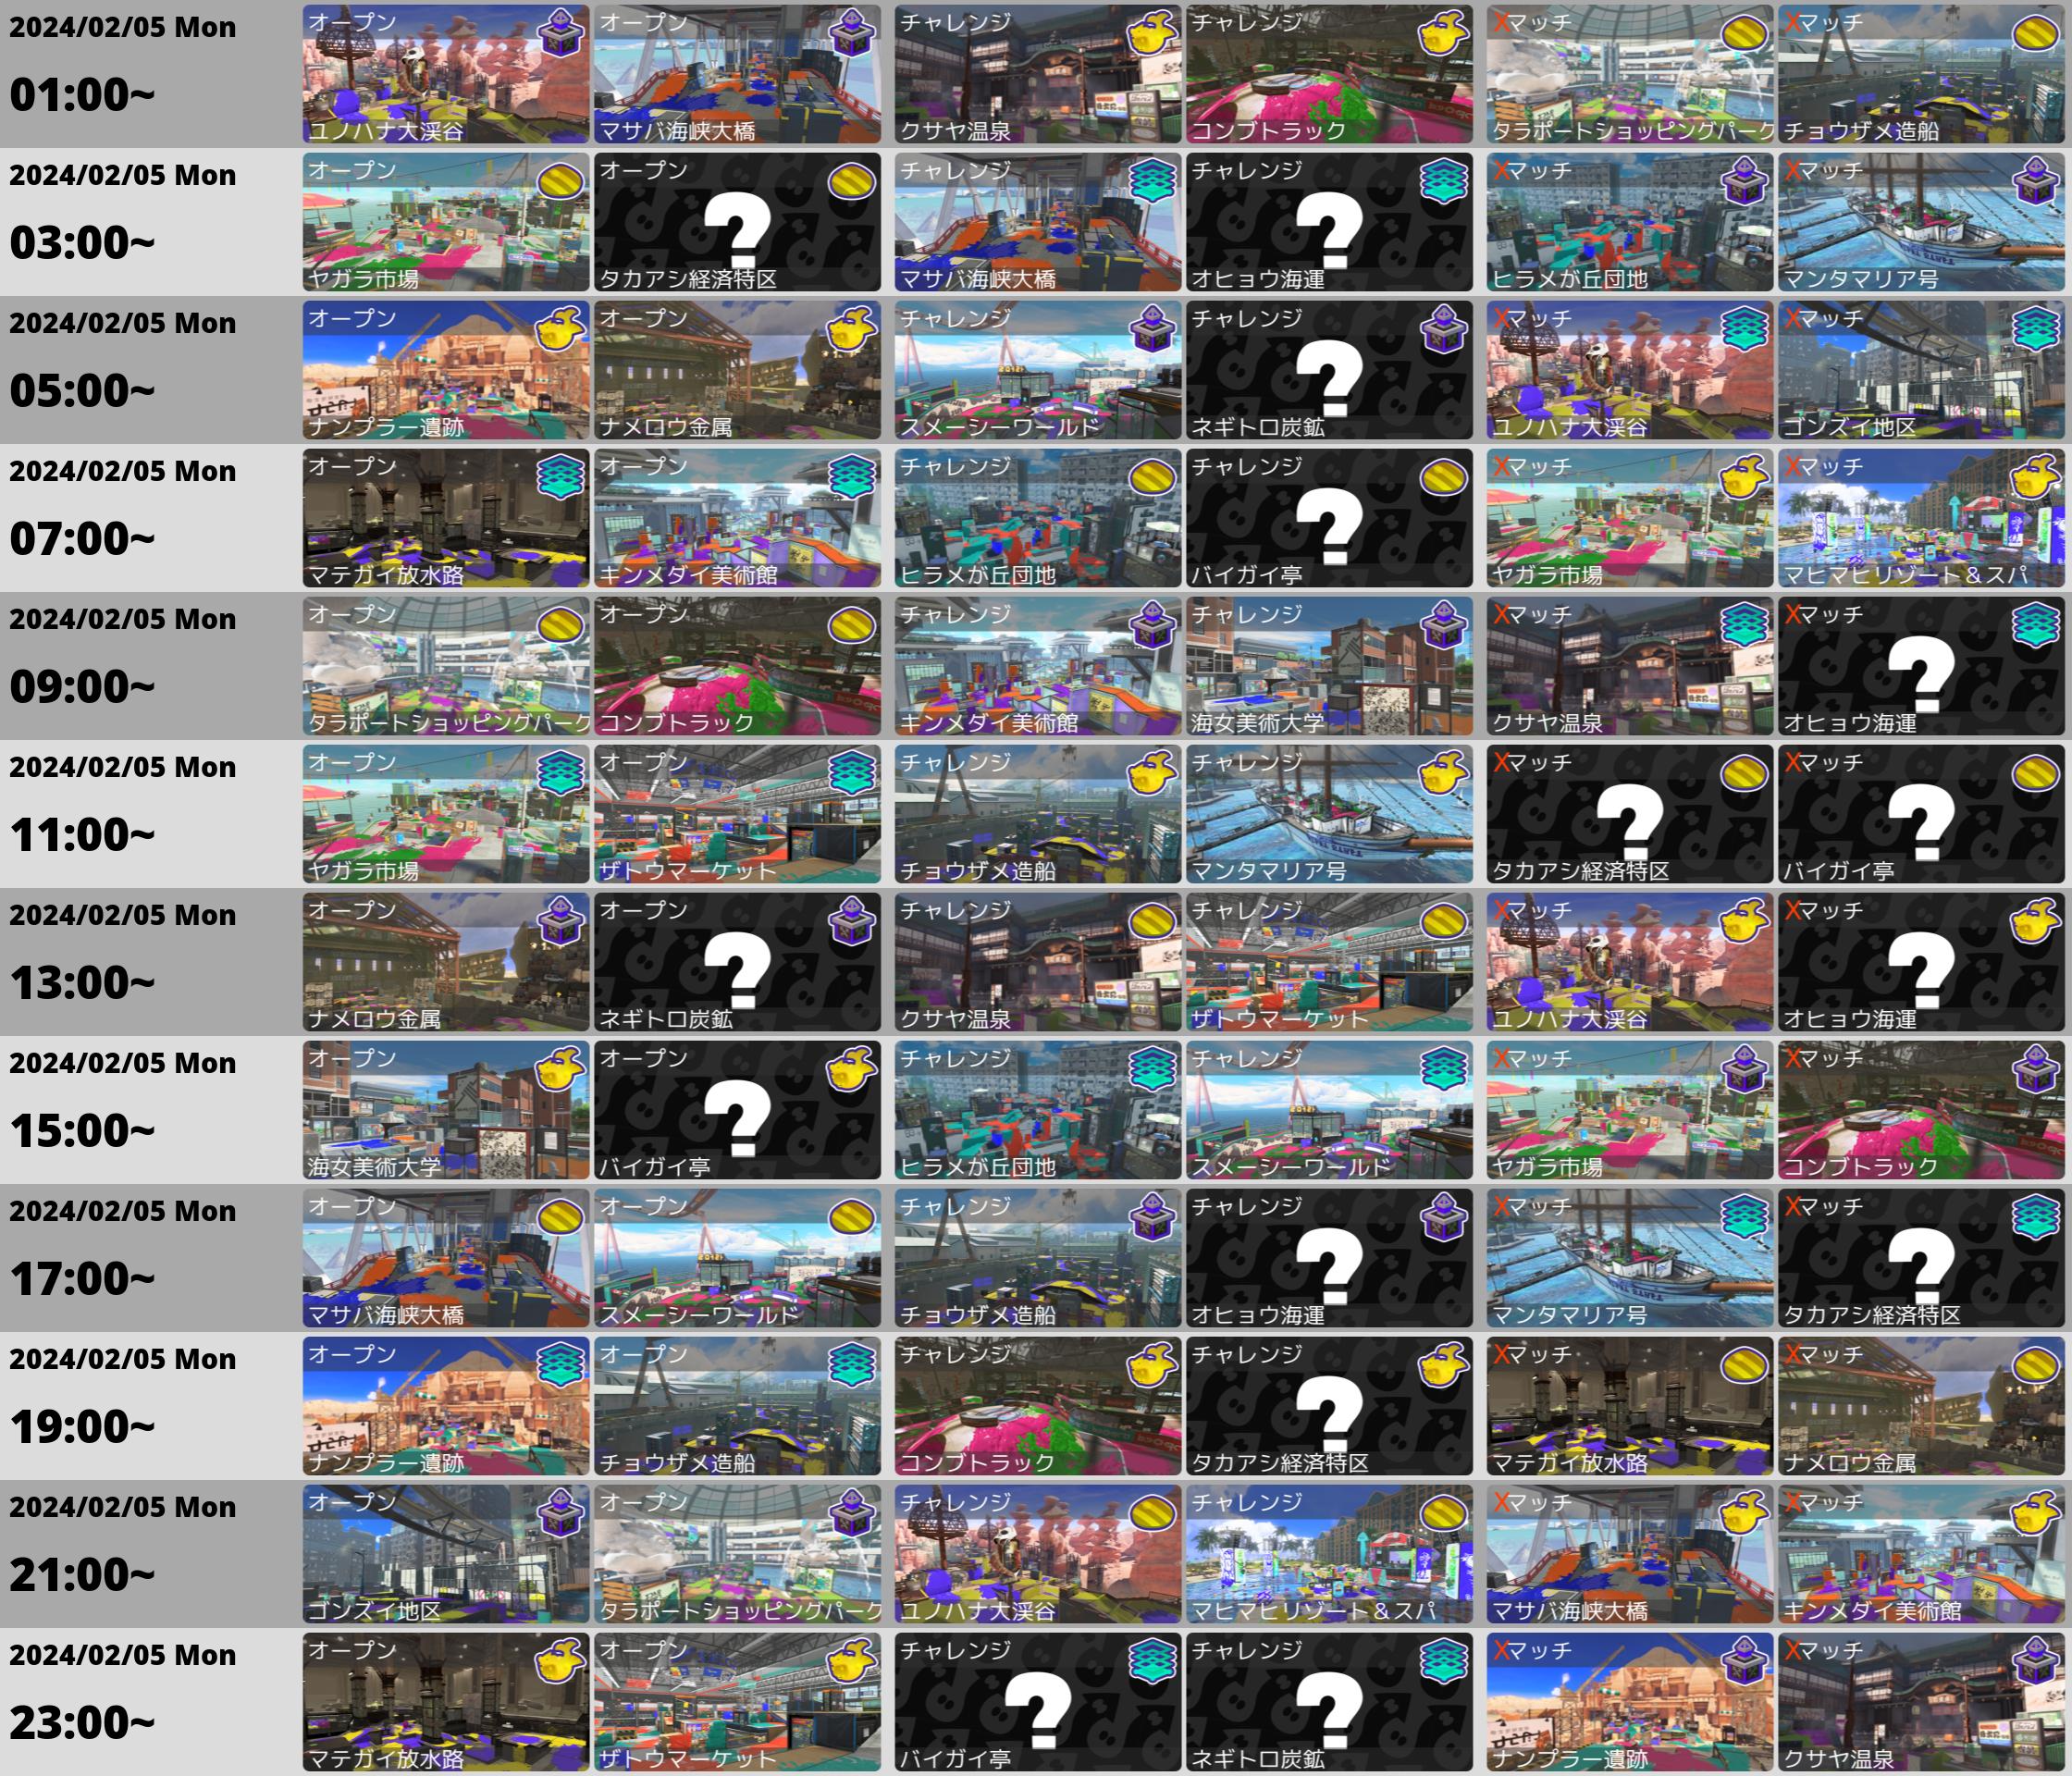 2024/02/05 Mon
01:00~
オープン オープン チャレンジ チャレンジ Xマッチ Xマッチ
ユノハナ大渓谷 マサバ海峡大橋 クサヤ温泉 コンブトラック タラポートショッピングパーク チョウザメ造船
2024/02/05 Mon
03:00~
オープン オープン チャレンジ チャレンジ Xマッチ Xマッチ
ヤガラ市場 タカアシ経済特区 マサバ海峡大橋 オヒョウ海運 ヒラメが丘団地 マンタマリア号
2024/02/05 Mon
05:00~
オープン オープン チャレンジ チャレンジ Xマッチ Xマッチ
ナンプラー遺跡 ナメロウ金属 スメーシーワールド ネギトロ炭鉱 ユノハナ大渓谷 ゴンズイ地区
2024/02/05 Mon
07:00~
オープン オープン チャレンジ チャレンジ Xマッチ Xマッチ
マテガイ放水路 キンメダイ美術館 ヒラメが丘団地 バイガイ亭 ヤガラ市場 マヒマヒリゾート＆スパ
2024/02/05 Mon
09:00~
オープン オープン チャレンジ チャレンジ Xマッチ Xマッチ
タラポートショッピングパーク コンブトラック キンメダイ美術館 海女美術大学 クサヤ温泉 オヒョウ海運
2024/02/05 Mon
11:00~
オープン オープン チャレンジ チャレンジ Xマッチ Xマッチ
ヤガラ市場 ザトウマーケット チョウザメ造船 マンタマリア号 タカアシ経済特区 バイガイ亭
2024/02/05 Mon
13:00~
オープン オープン チャレンジ チャレンジ Xマッチ Xマッチ
ナメロウ金属 ネギトロ炭鉱 クサヤ温泉 ザトウマーケット ユノハナ大渓谷 オヒョウ海運
2024/02/05 Mon
15:00~
オープン オープン チャレンジ チャレンジ Xマッチ Xマッチ
海女美術大学 バイガイ亭 ヒラメが丘団地 スメーシーワールド ヤガラ市場 コンブトラック
2024/02/05 Mon
17:00~
オープン オープン チャレンジ チャレンジ Xマッチ Xマッチ
マサバ海峡大橋 スメーシーワールド チョウザメ造船 オヒョウ海運 マンタマリア号 タカアシ経済特区
2024/02/05 Mon
19:00~
オープン オープン チャレンジ チャレンジ Xマッチ Xマッチ
ナンプラー遺跡 チョウザメ造船 コンブトラック タカアシ経済特区 マテガイ放水路 ナメロウ金属
2024/02/05 Mon
21:00~
オープン オープン チャレンジ チャレンジ Xマッチ Xマッチ
ゴンズイ地区 タラポートショッピングパーク ユノハナ大渓谷 マヒマヒリゾート＆スパ マサバ海峡大橋 キンメダイ美術館
2024/02/05 Mon
23:00~
オープン オープン チャレンジ チャレンジ Xマッチ Xマッチ
マテガイ放水路 ザトウマーケット バイガイ亭 ネギトロ炭鉱 ナンプラー遺跡 クサヤ温泉